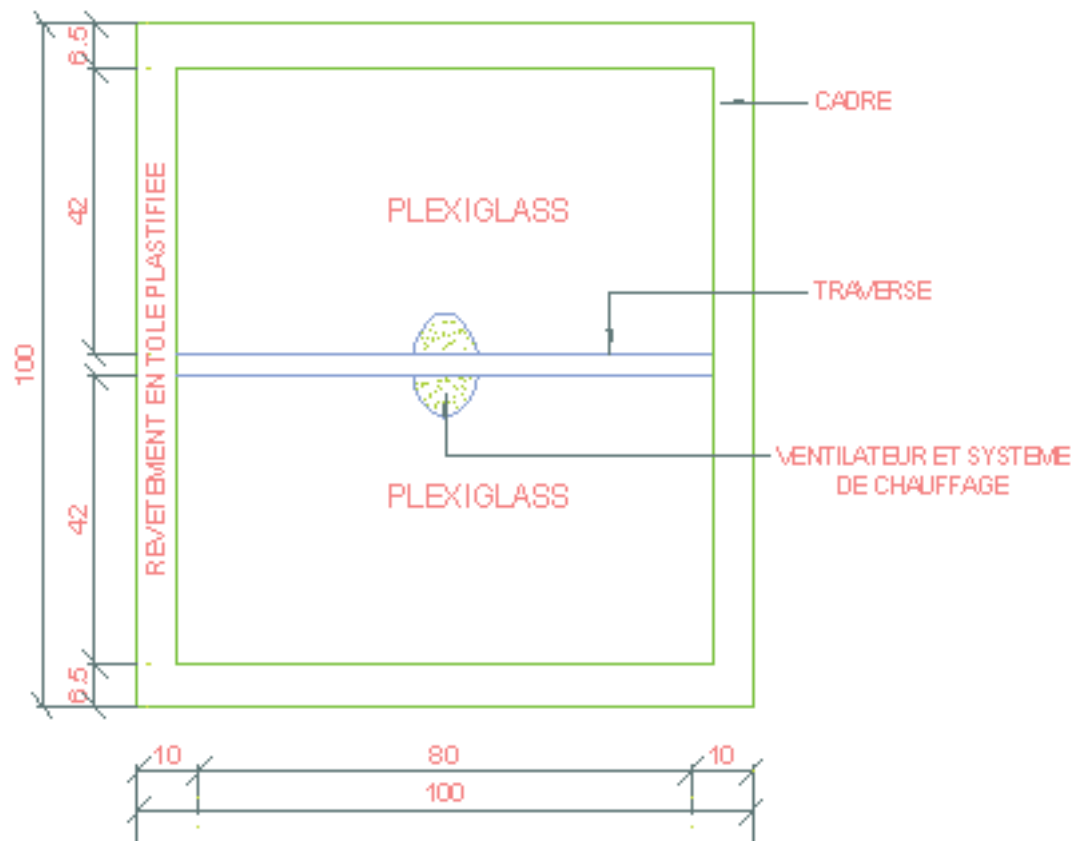 6.5
CADRE
42
PLEXIGLASS
REVETEMENT EN TOLE PLASTIFIEE
TRAVERSE
100
VENTILATEUR ET SYSTEME
DE CHAUFFAGE
PLEXIGLASS
42
6.5
10 80 10
100